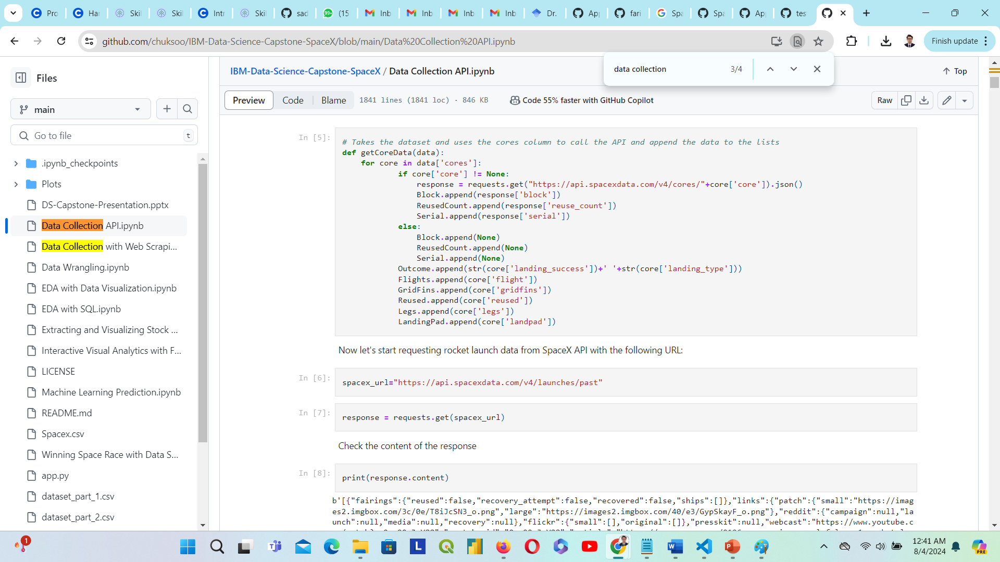 Pro
Har
Skil
Skil
Intr
Skil
sad
99+
(15
Inb
Inb
Inb
Inb
Dr.
App
fari
Spa
Spa
App
tes
github.com/chuksoo/IBM-Data-Science-Capstone-SpaceX/blob/main/Data%20Collection%20API.ipynb
Finish update
data collection
3/4
Files
main
Go to file
t
.ipynb_checkpoints
Plots
DS-Capstone-Presentation.pptx
Data Collection API.ipynb
Data Collection with Web Scrapi...
Data Wrangling.ipynb
EDA with Data Visualization.ipynb
EDA with SQL.ipynb
Extracting and Visualizing Stock ...
Interactive Visual Analytics with F...
LICENSE
Machine Learning Prediction.ipynb
README.md
Spacex.csv
Winning Space Race with Data S...
app.py
dataset_part_1.csv
dataset_part_2.csv
IBM-Data-Science-Capstone-SpaceX / Data Collection API.ipynb
Top
Preview
Code
Blame
1841 lines (1841 loc) · 846 KB
Code 55% faster with GitHub Copilot
Raw
In [5]:
# Takes the dataset and uses the cores column to call the API and append the data to the lists
def getCoreData(data):
for core in data['cores']:
if core['core'] != None:
response = requests.get("https://api.spacexdata.com/v4/cores/"+core['core']).json()
Block.append(response['block'])
ReusedCount.append(response['reuse_count'])
Serial.append(response['serial'])
else:
Block.append(None)
ReusedCount.append(None)
Serial.append(None)
Outcome.append(str(core['landing_success'])+' '+str(core['landing_type']))
Flights.append(core['flight'])
GridFins.append(core['gridfins'])
Reused.append(core['reused'])
Legs.append(core['legs'])
LandingPad.append(core['landpad'])
Now let's start requesting rocket launch data from SpaceX API with the following URL:
In [6]:
spacex_url="https://api.spacexdata.com/v4/launches/past"
In [7]:
response = requests.get(spacex_url)
Check the content of the response
In [8]:
print(response.content)
b'[{"fairings":{"reused":false,"recovery_attempt":false,"recovered":false,"ships":[]},"links":{"patch":{"small":"https://imag
es2.imgbox.com/3c/0e/T8iJcSN3_o.png","large":"https://images2.imgbox.com/40/e3/GypSkayF_o.png"},"reddit":{"campaign":null,"la
unch":null,"media":null,"recovery":null},"flickr":{"small":[],"original":[]},"presskit":null,"webcast":"https://www.youtube.c
1
L
PRE
12:41 AM
8/4/2024